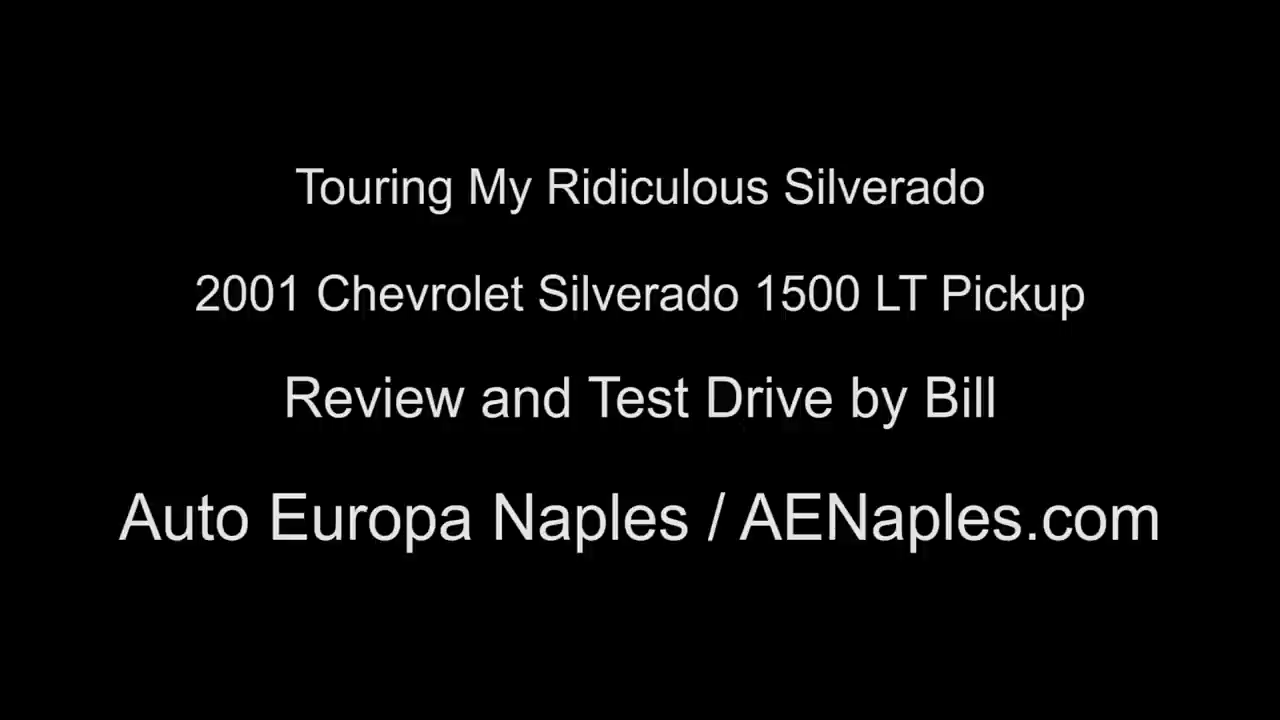 Touring My Ridiculous Silverado
2001 Chevrolet Silverado 1500 LT Pickup
Review and Test Drive by Bill
Auto Europa Naples / AENaples.com